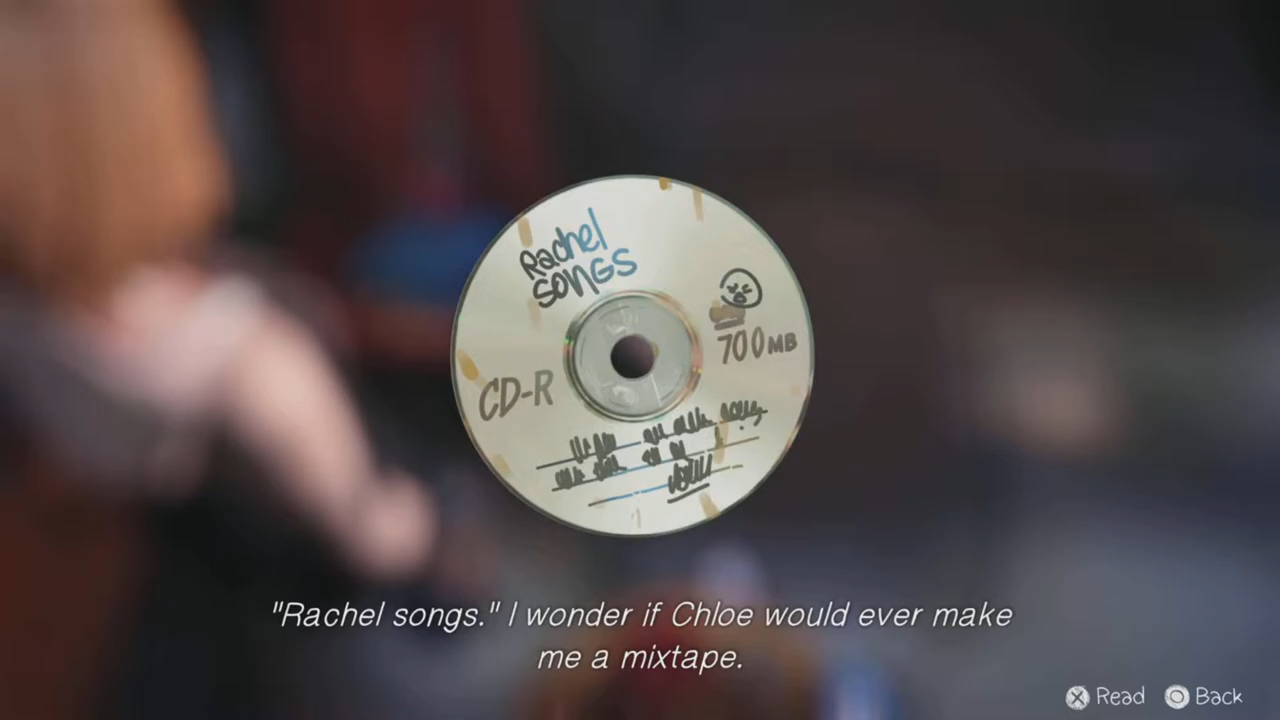 Rachel
SONGS
700MB
CD-R
"Rachel songs." I wonder if Chloe would ever make
me a mixtape.
Read Back